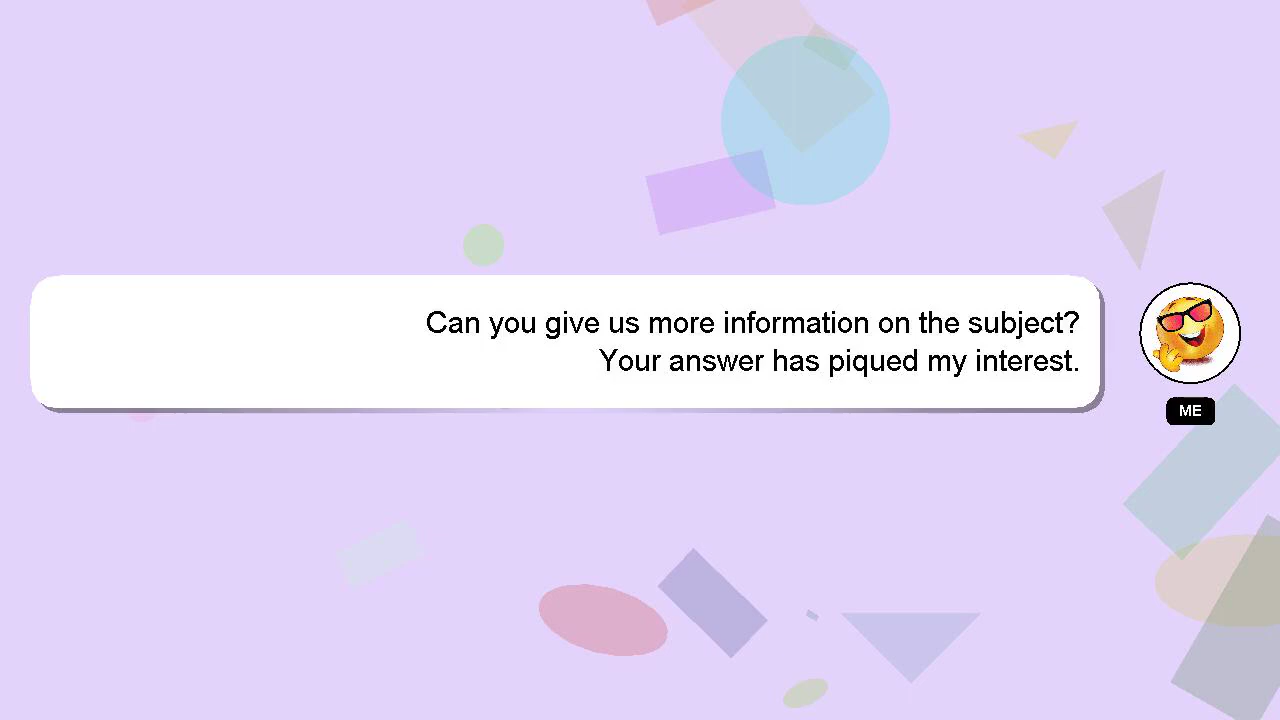 Can you give us more information on the subject?
Your answer has piqued my interest.
ME